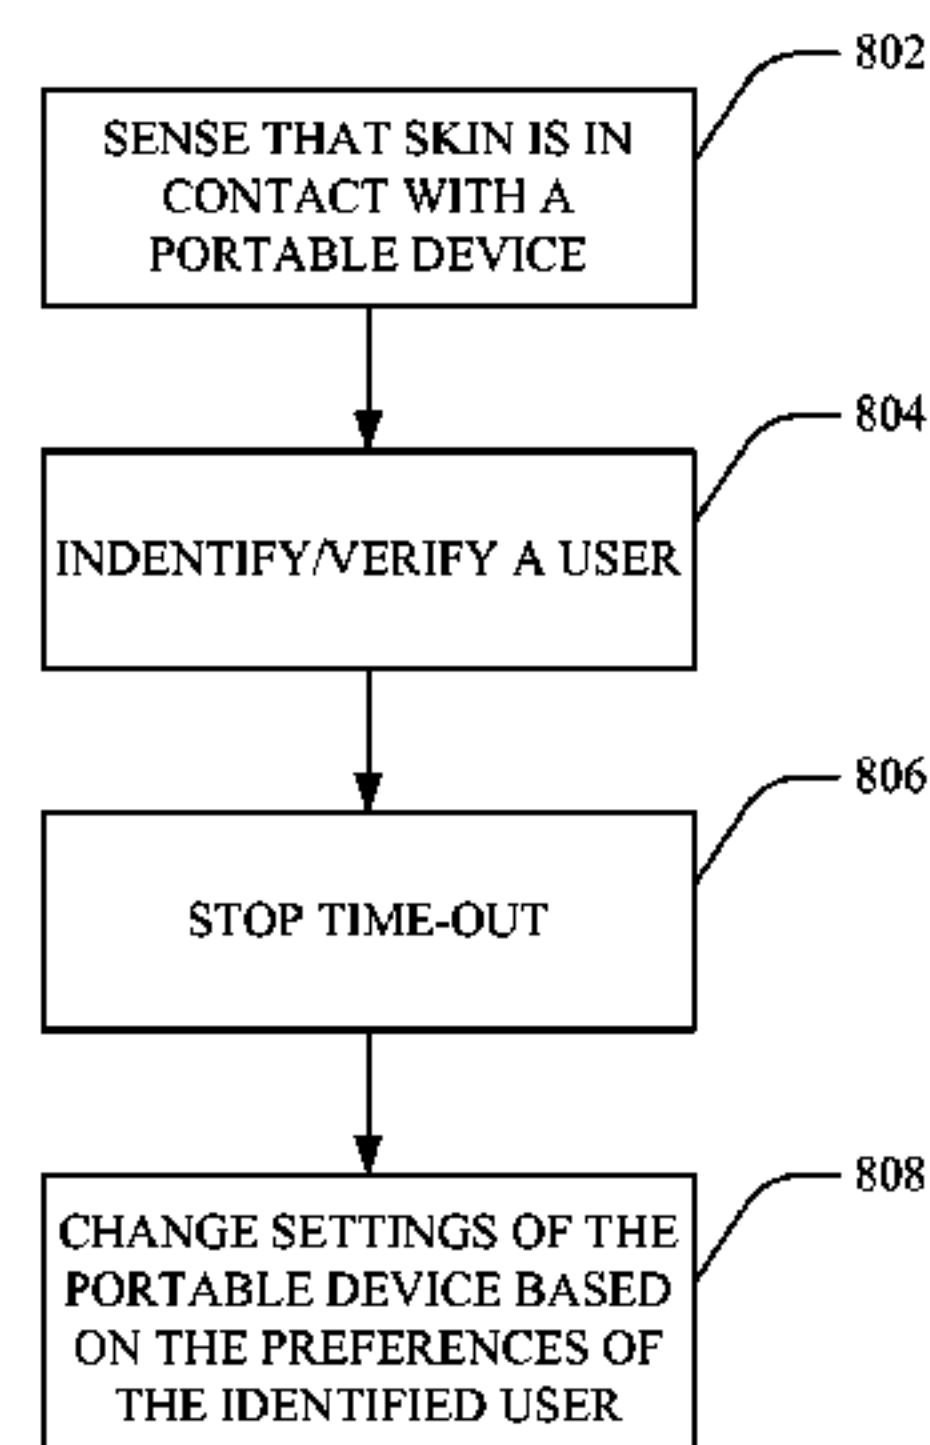 802
SENSE THAT SKIN IS IN
CONTACT WITH A
PORTABLE DEVICE
804
INDENTIFY/VERIFY A USER
806
STOP TIME-OUT
808
CHANGE SETTINGS OF THE
PORTABLE DEVICE BASED
ON THE PREFERENCES OF
THE IDENTIFIED USER